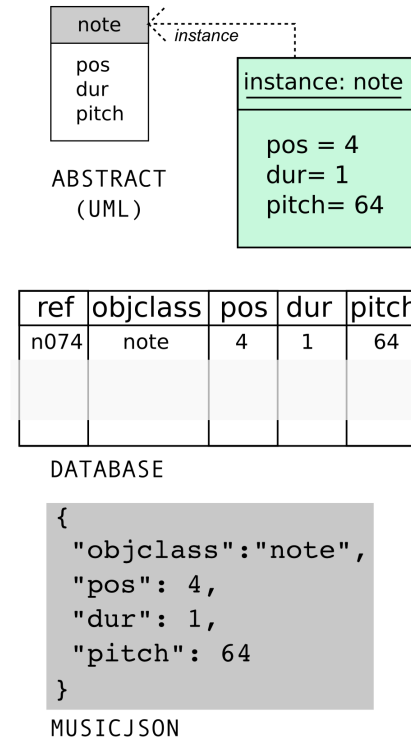 note
instance
pos
dur
pitch
instance: note
pos = 4
dur= 1
pitch= 64
ABSTRACT
(UML)
ref objclass pos dur pitch
n074 note 4 1 64
DATABASE
{
"objclass":"note",
"pos": 4,
"dur": 1,
"pitch": 64
}
MUSICJSON